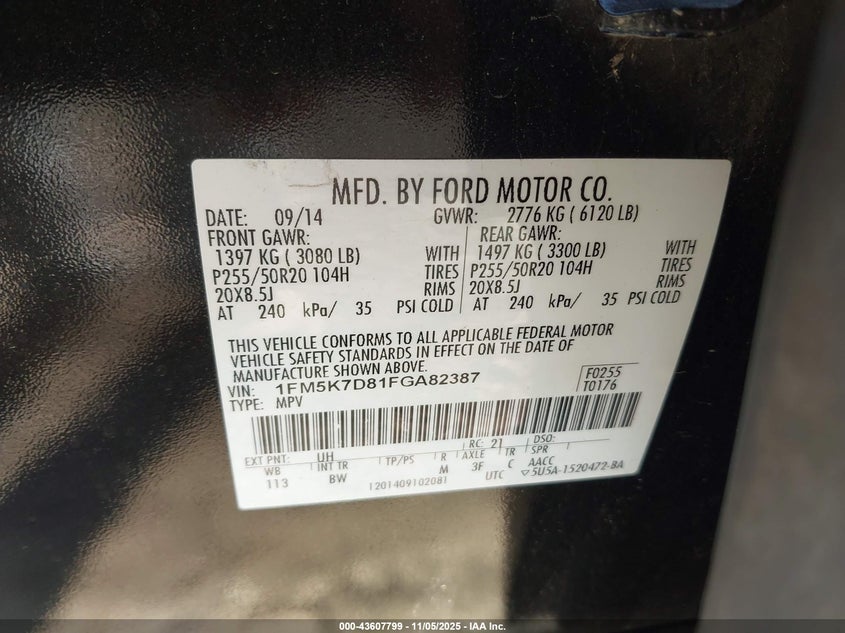 MFD. BY FORD MOTOR CO.
DATE: 09/14 GVWR: 2776 KG ( 6120 LB)
FRONT GAWR: REAR GAWR:
1397 KG ( 3080 LB) WITH 1497 KG ( 3300 LB) WITH
P255/50R20 104H TIRES P255/50R20 104H TIRES
20X8.5J RIMS 20X8.5J RIMS
AT 240 kPa/ 35 PSI COLD AT 240 kPa/ 35 PSI COLD
THIS VEHICLE CONFORMS TO ALL APPLICABLE FEDERAL MOTOR
VEHICLE SAFETY STANDARDS IN EFFECT ON THE DATE OF
MANUFACTURE SHOWN ABOVE.
VIN: 1FM5K7D81FGA82387 F0255
TYPE: MPV T0176
EXT PNT: UH RC: 21 DSO:
WB INT TR TP/PS R AXLE TR SPR
113 BW M 3F C AACC
1201409102081 UTC ▽5U5A-1520472-BA
000-43607799 - 11/05/2025 - IAA Inc.